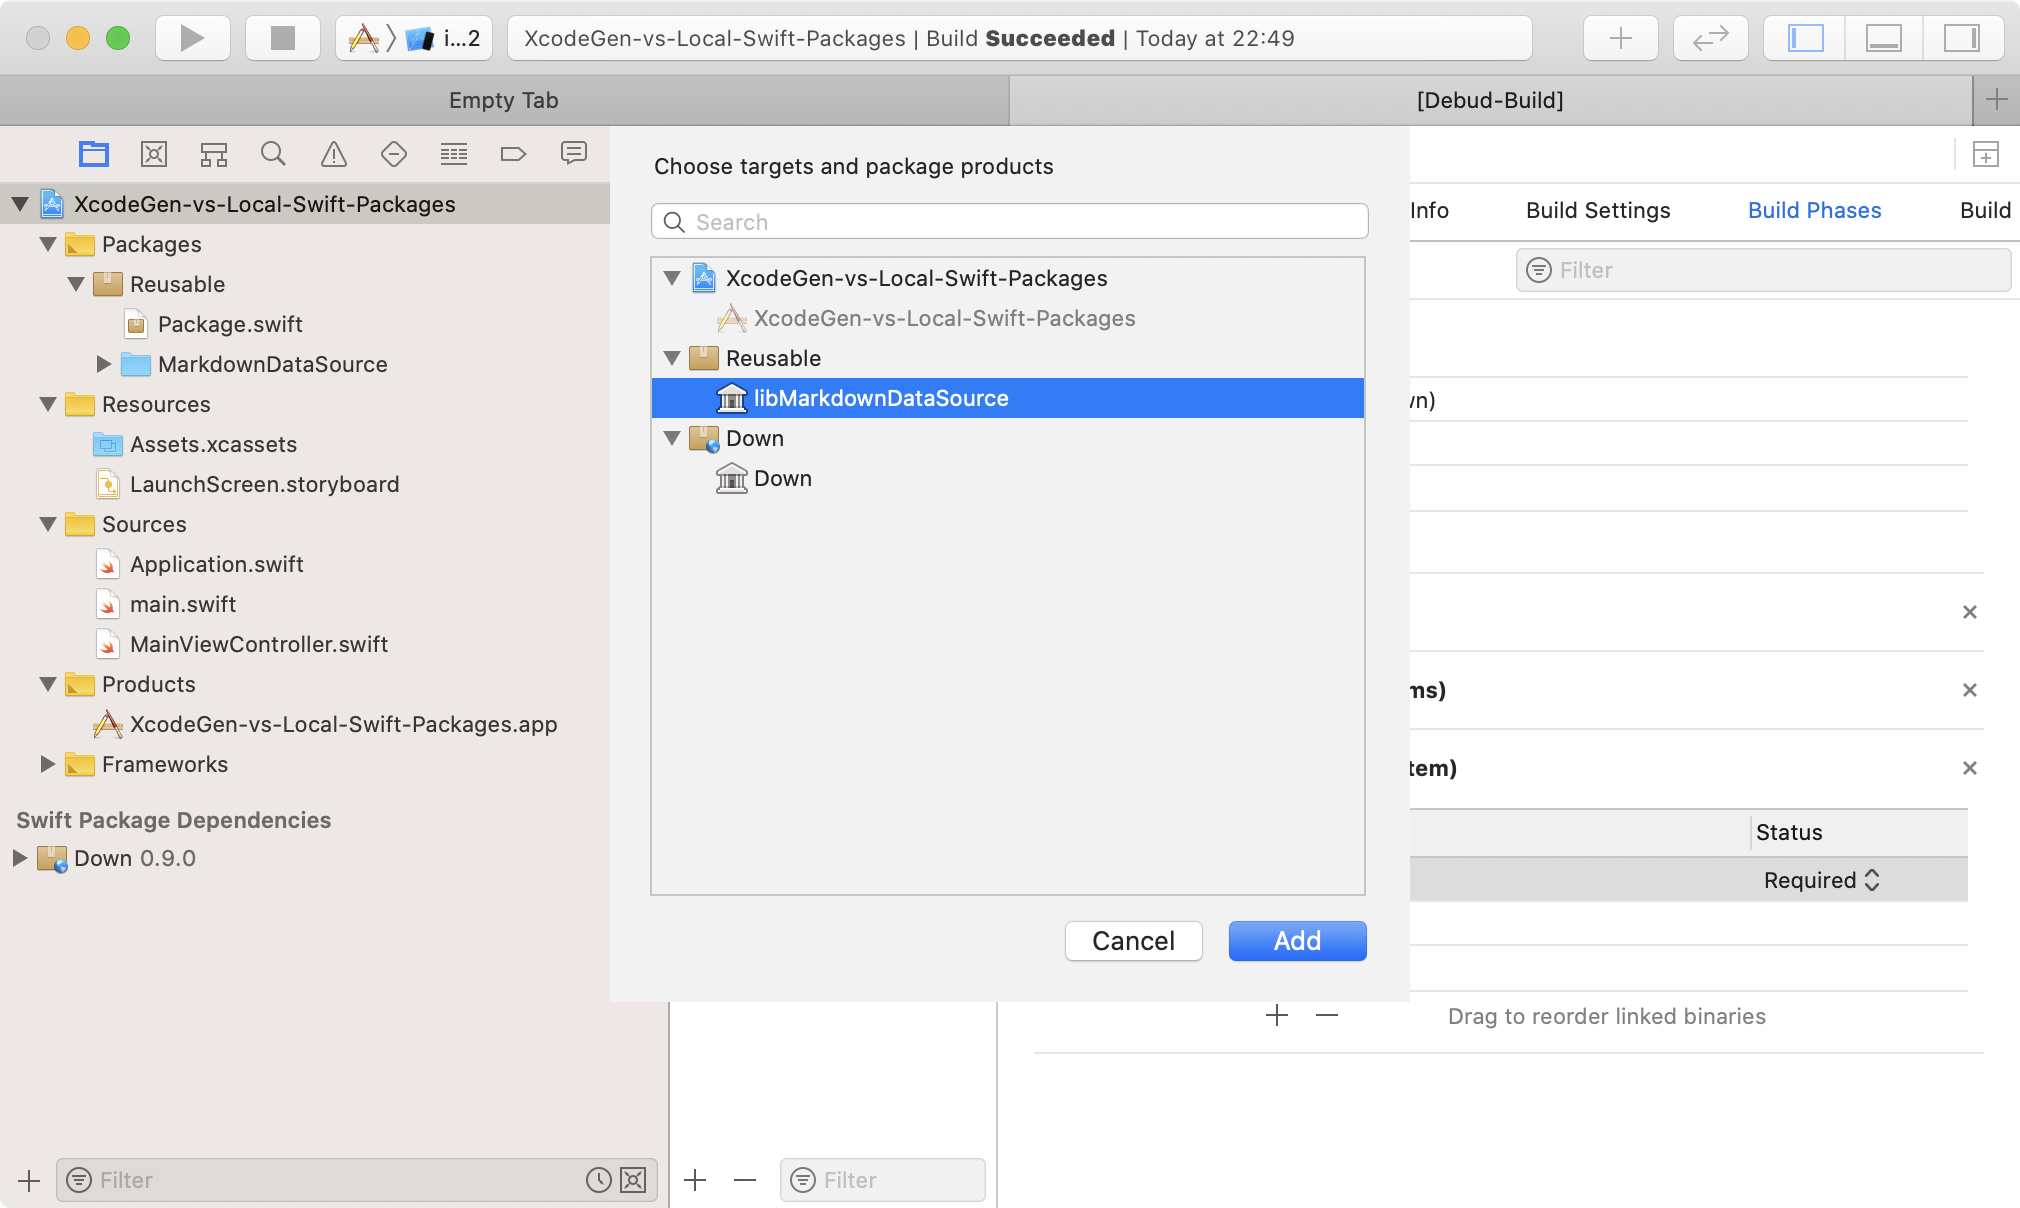 i...2
XcodeGen-vs-Local-Swift-Packages | Build Succeeded | Today at 22:49
Empty Tab
[Debud-Build]
XcodeGen-vs-Local-Swift-Packages
Packages
Reusable
Package.swift
MarkdownDataSource
Resources
Assets.xcassets
LaunchScreen.storyboard
Sources
Application.swift
main.swift
MainViewController.swift
Products
XcodeGen-vs-Local-Swift-Packages.app
Frameworks
Swift Package Dependencies
Down 0.9.0
Filter
Choose targets and package products
Search
XcodeGen-vs-Local-Swift-Packages
XcodeGen-vs-Local-Swift-Packages
Reusable
libMarkdownDataSource
Down
Down
Cancel
Add
Info
Build Settings
Build Phases
Build
Filter
Status
Required
Drag to reorder linked binaries
Filter